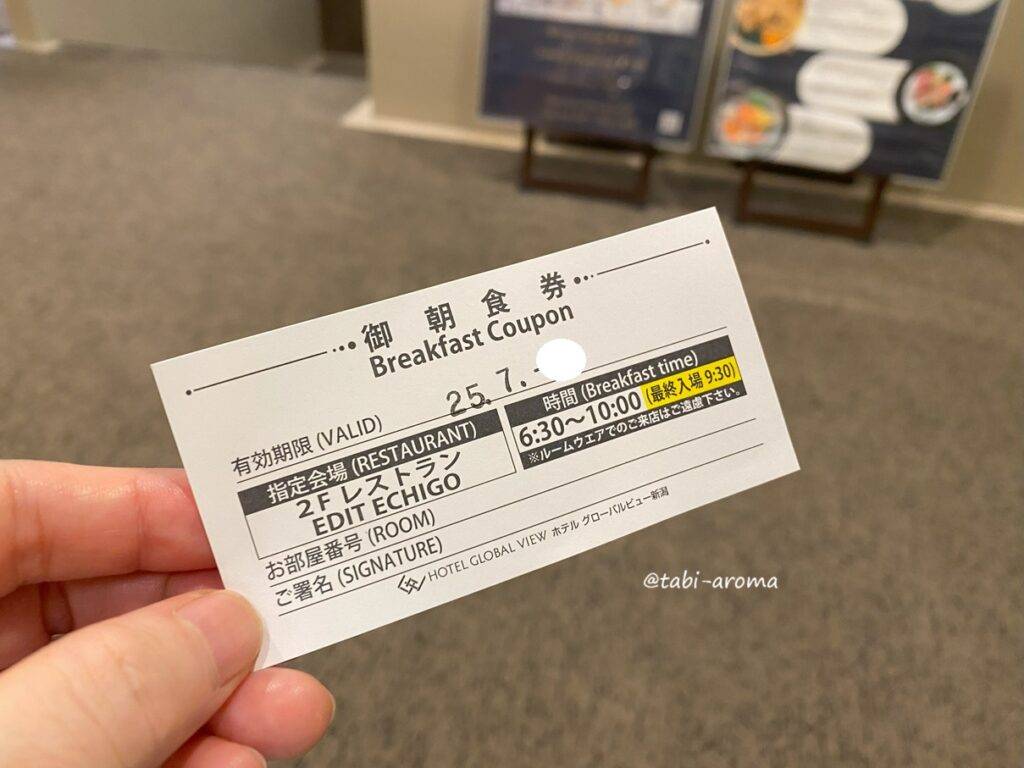 御朝食券
Breakfast Coupon
有効期限 (VALID)
25. 7. -
指定会場 (RESTAURANT)
2F レストラン
EDIT ECHIGO
時間 (Breakfast time)
6:30～10:00 (最終入場 9:30)
※ルームウエアでのご来店はご遠慮下さい。
お部屋番号 (ROOM)
ご署名 (SIGNATURE)
HOTEL GLOBAL VIEW ホテル グローバルビュー新潟
@tabi-aroma